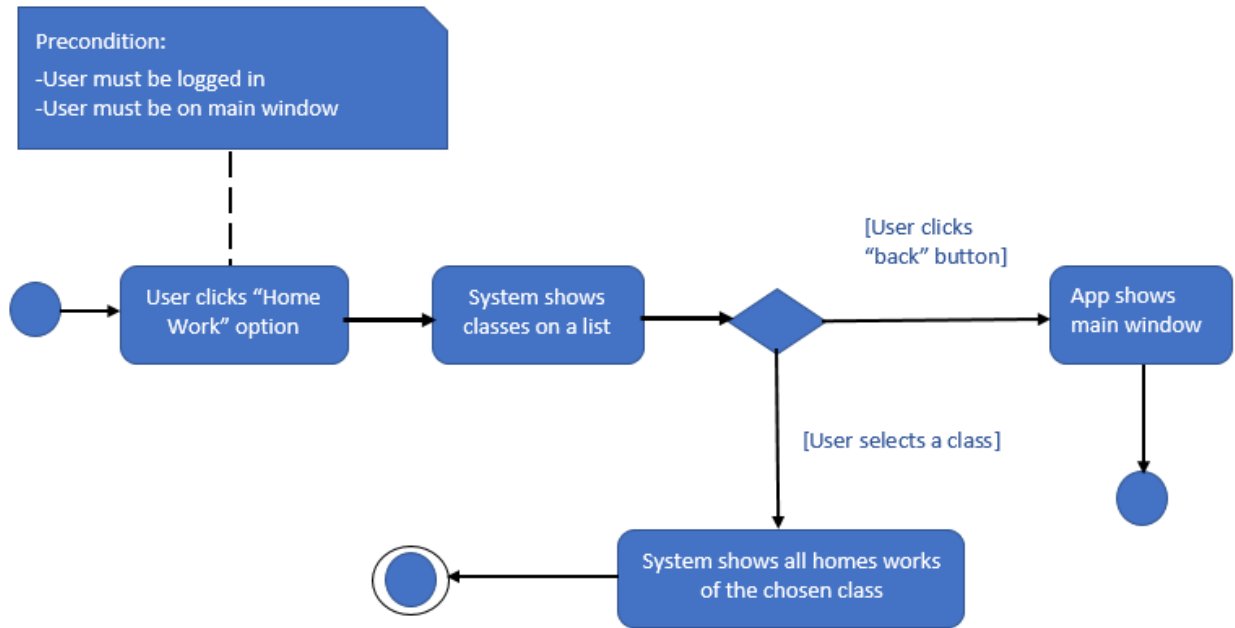 Precondition:
-User must be logged in
-User must be on main window
[User clicks
“back” button]
User clicks “Home
Work” option
System shows
classes on a list
App shows
main window
[User selects a class]
System shows all homes works
of the chosen class